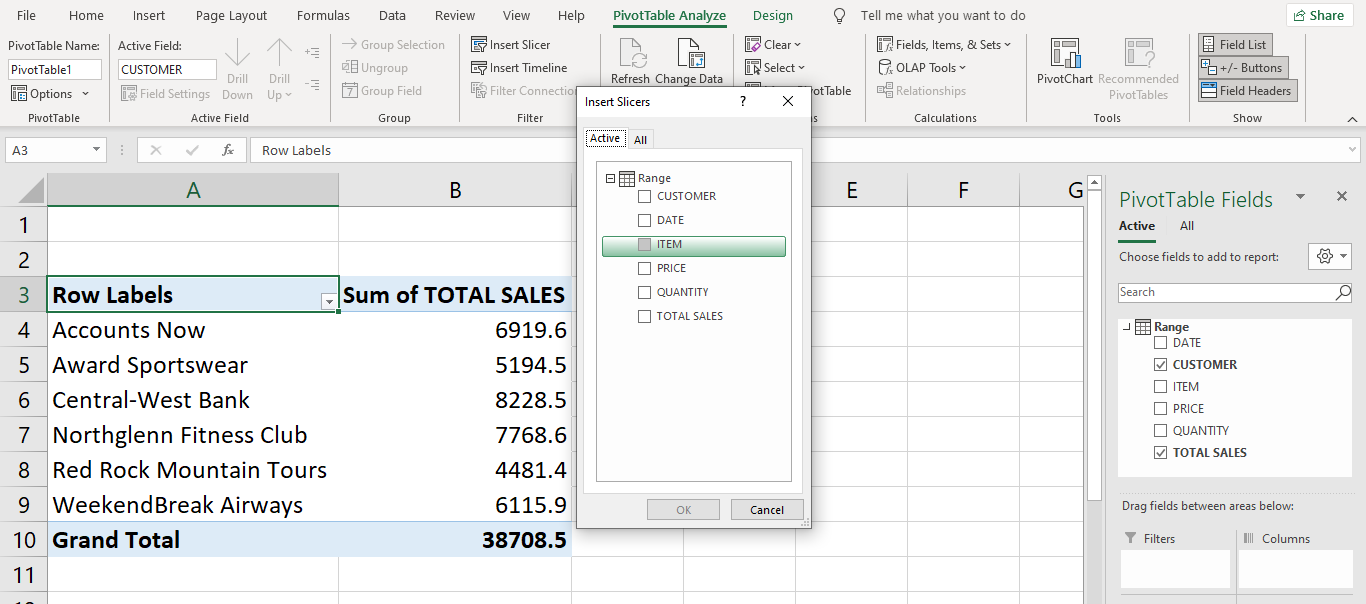 File Home Insert Page Layout Formulas Data Review View Help PivotTable Analyze Design Tell me what you want to do Share
PivotTable Name:
PivotTable1
Options
PivotTable
Active Field:
CUSTOMER
Field Settings
Drill Down
Drill Up
Active Field
Group Selection
Ungroup
Group Field
Group
Insert Slicer
Insert Timeline
Filter Connectio
Filter
Refresh Change Data
Clear
Select
votTable
ns
Fields, Items, & Sets
OLAP Tools
Relationships
Calculations
PivotChart
Recommended PivotTables
Tools
Field List
+/- Buttons
Field Headers
Show
A3 fx Row Labels
A B E F G
1
2
3 Row Labels Sum of TOTAL SALES
4 Accounts Now 6919.6
5 Award Sportswear 5194.5
6 Central-West Bank 8228.5
7 Northglenn Fitness Club 7768.6
8 Red Rock Mountain Tours 4481.4
9 WeekendBreak Airways 6115.9
10 Grand Total 38708.5
11
Insert Slicers ?
Active All
Range
CUSTOMER
DATE
ITEM
PRICE
QUANTITY
TOTAL SALES
OK Cancel
PivotTable Fields
Active All
Choose fields to add to report:
Search
Range
DATE
CUSTOMER
ITEM
PRICE
QUANTITY
TOTAL SALES
Drag fields between areas below:
Filters Columns